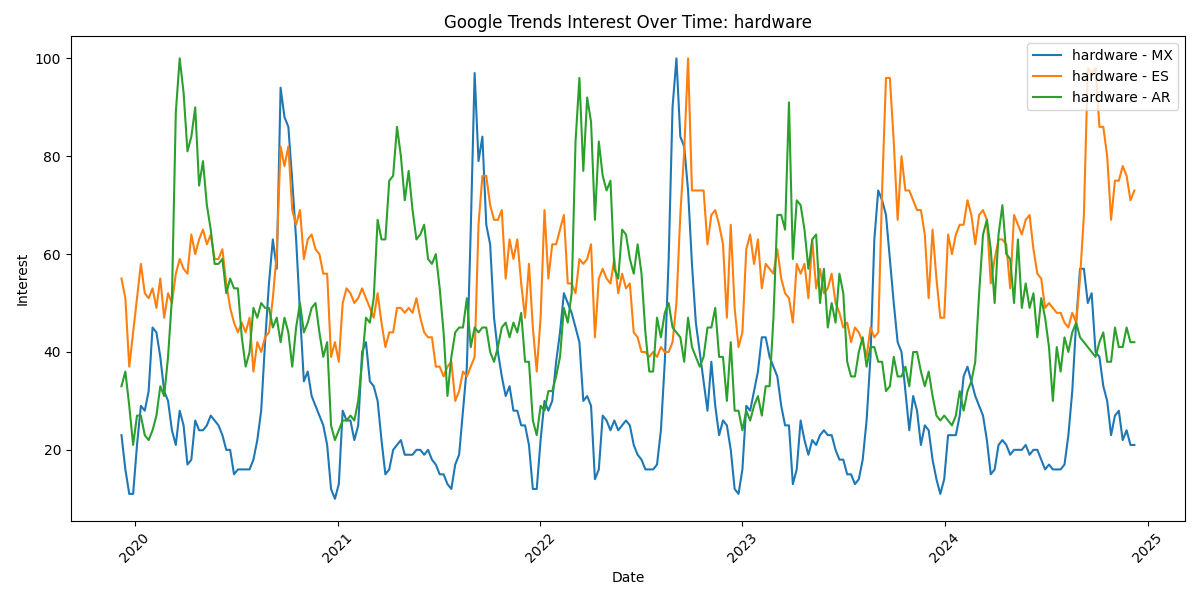 Google Trends Interest Over Time: hardware
hardware - MX
hardware - ES
hardware - AR
Interest
100
80
60
40
20
2020
2021
2022
2023
2024
2025
Date